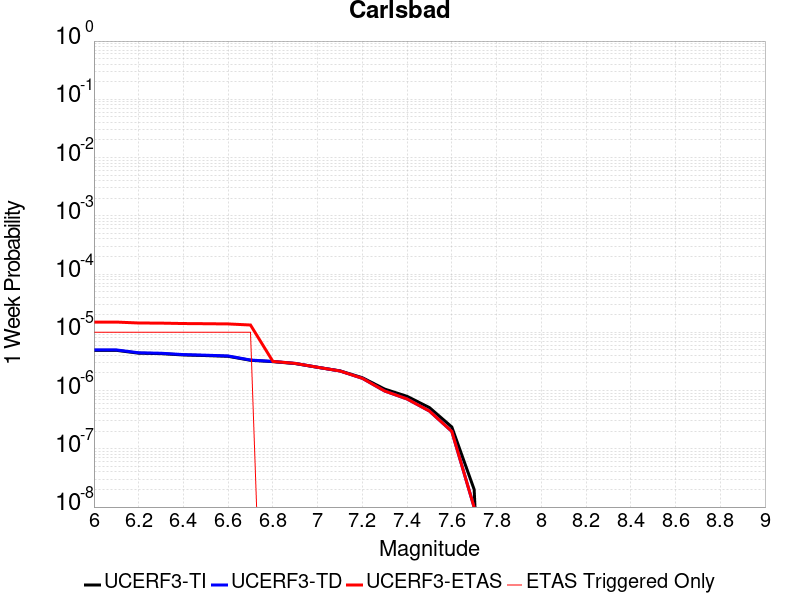 Carlsbad
1 Week Probability
10^0
10^-1
10^-2
10^-3
10^-4
10^-5
10^-6
10^-7
10^-8
6 6.2 6.4 6.6 6.8 7 7.2 7.4 7.6 7.8 8 8.2 8.4 8.6 8.8 9
Magnitude
UCERF3-TI UCERF3-TD UCERF3-ETAS ETAS Triggered Only